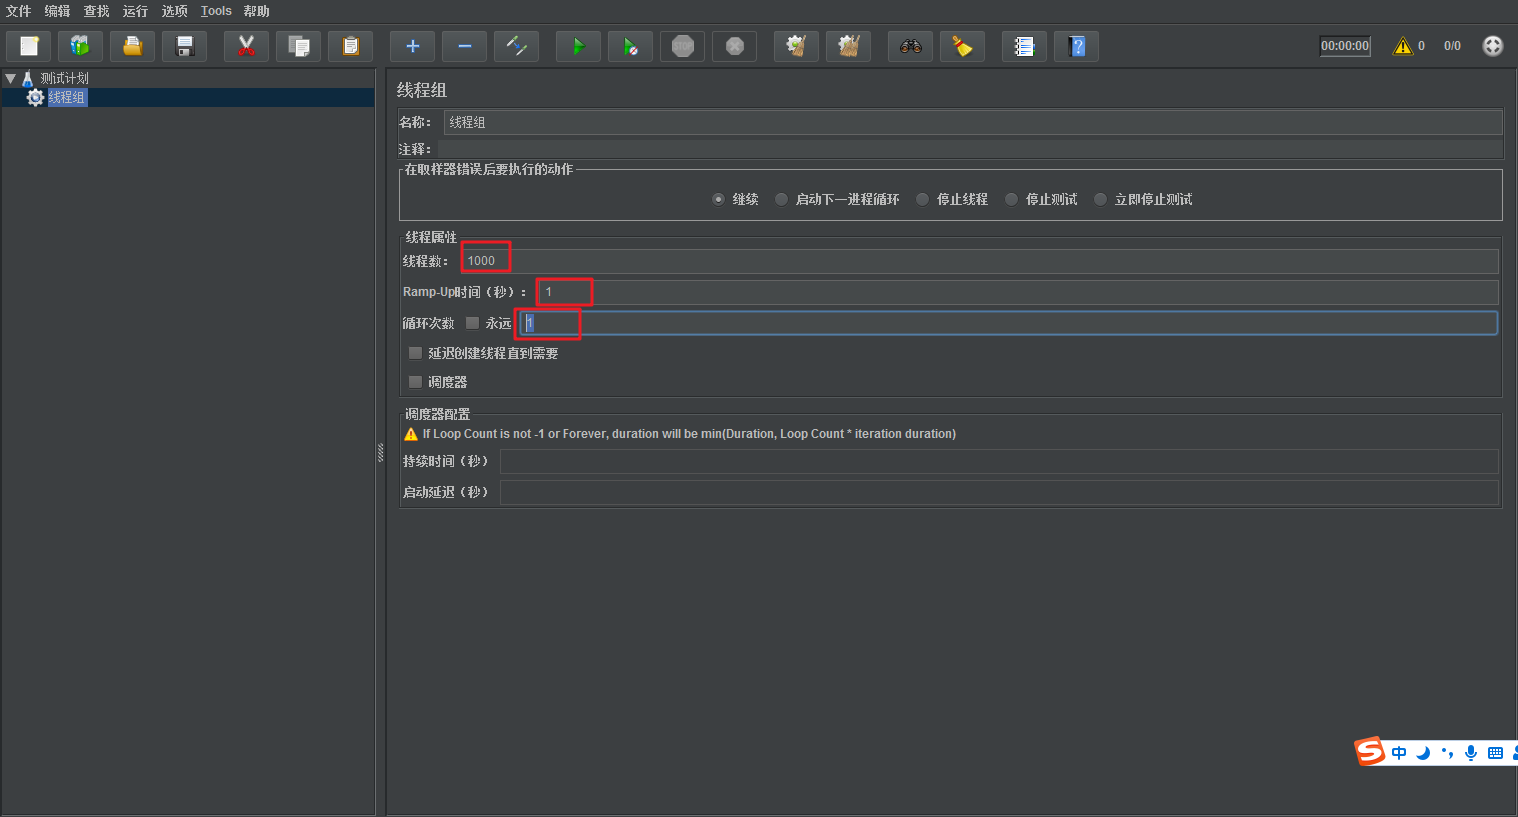 文件 编辑 查找 运行 选项 Tools 帮助
STOP
00:00:00 0 0/0
测试计划
线程组
线程组
名称： 线程组
注释：
在取样器错误后要执行的动作
继续 启动下一进程循环 停止线程 停止测试 立即停止测试
线程属性
线程数： 1000
Ramp-Up时间（秒）： 1
循环次数 永远 1
延迟创建线程直到需要
调度器
调度器配置
If Loop Count is not -1 or Forever, duration will be min(Duration, Loop Count * iteration duration)
持续时间（秒）
启动延迟（秒）
S 中